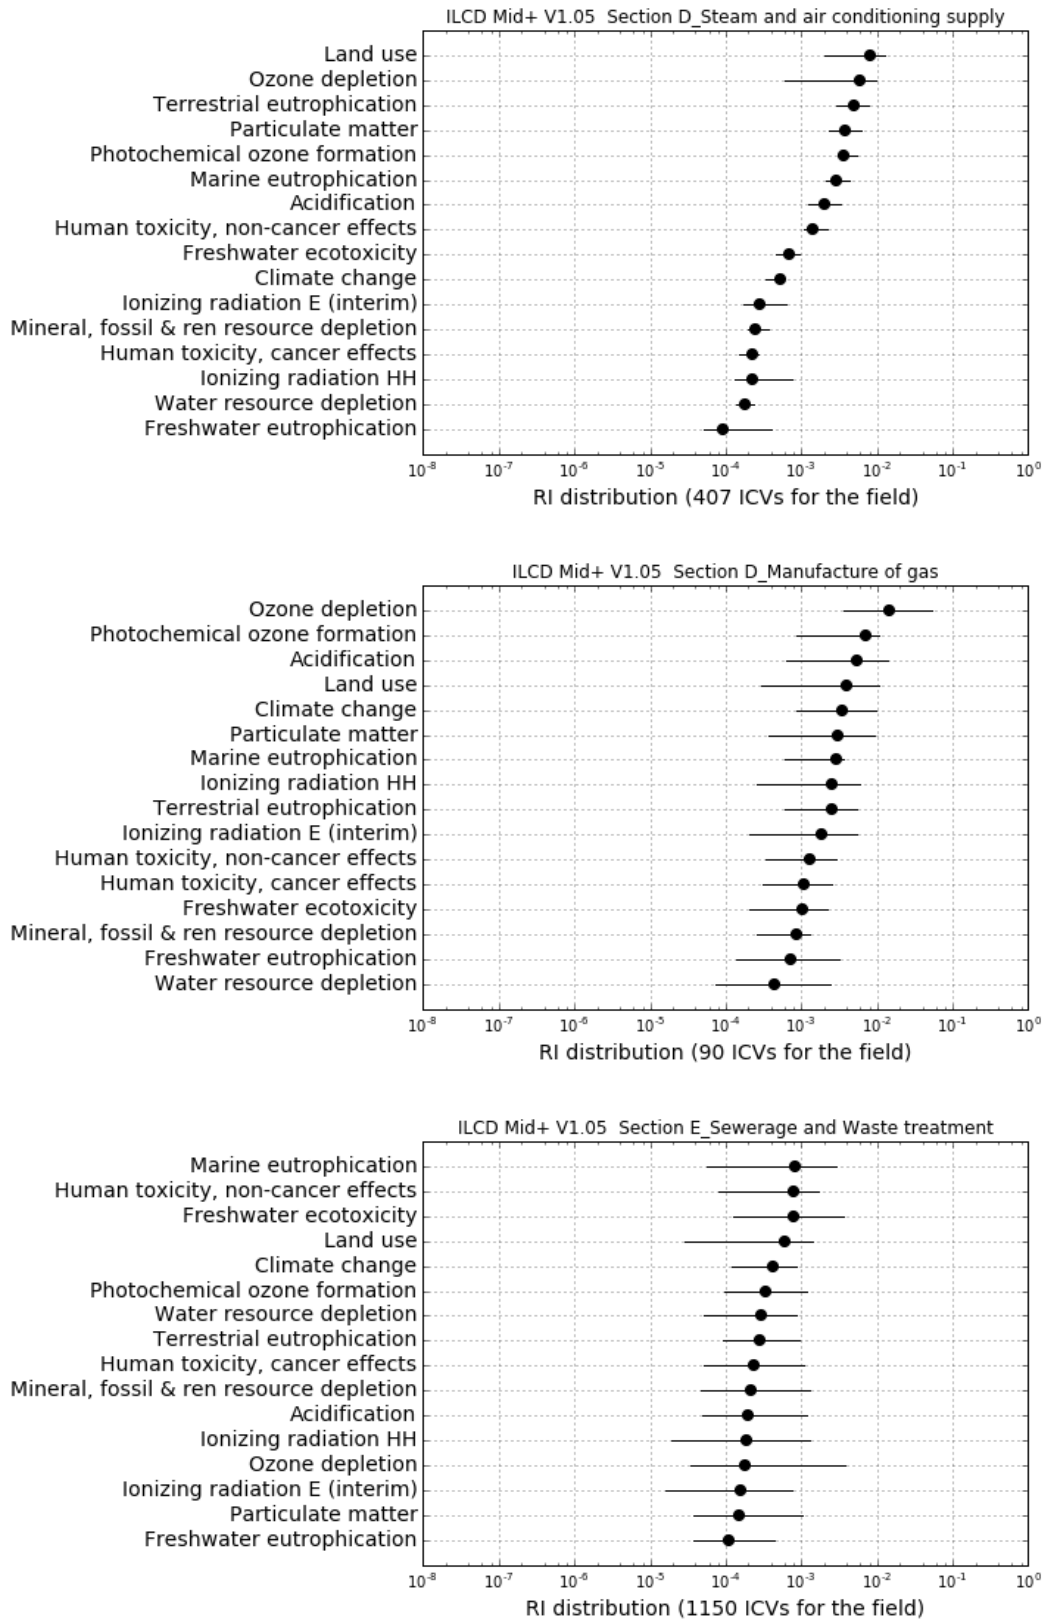 ILCD Mid+ V1.05  Section D_Steam and air conditioning supply
Land use
Ozone depletion
Terrestrial eutrophication
Particulate matter
Photochemical ozone formation
Marine eutrophication
Acidification
Human toxicity, non-cancer effects
Freshwater ecotoxicity
Climate change
Ionizing radiation E (interim)
Mineral, fossil & ren resource depletion
Human toxicity, cancer effects
Ionizing radiation HH
Water resource depletion
Freshwater eutrophication
10⁻⁸ 10⁻⁷ 10⁻⁶ 10⁻⁵ 10⁻⁴ 10⁻³ 10⁻² 10⁻¹ 10⁰
RI distribution (407 ICVs for the field)
ILCD Mid+ V1.05  Section D_Manufacture of gas
Ozone depletion
Photochemical ozone formation
Acidification
Land use
Climate change
Particulate matter
Marine eutrophication
Ionizing radiation HH
Terrestrial eutrophication
Ionizing radiation E (interim)
Human toxicity, non-cancer effects
Human toxicity, cancer effects
Freshwater ecotoxicity
Mineral, fossil & ren resource depletion
Freshwater eutrophication
Water resource depletion
10⁻⁸ 10⁻⁷ 10⁻⁶ 10⁻⁵ 10⁻⁴ 10⁻³ 10⁻² 10⁻¹ 10⁰
RI distribution (90 ICVs for the field)
ILCD Mid+ V1.05  Section E_Sewerage and Waste treatment
Marine eutrophication
Human toxicity, non-cancer effects
Freshwater ecotoxicity
Land use
Climate change
Photochemical ozone formation
Water resource depletion
Terrestrial eutrophication
Human toxicity, cancer effects
Mineral, fossil & ren resource depletion
Acidification
Ionizing radiation HH
Ozone depletion
Ionizing radiation E (interim)
Particulate matter
Freshwater eutrophication
10⁻⁸ 10⁻⁷ 10⁻⁶ 10⁻⁵ 10⁻⁴ 10⁻³ 10⁻² 10⁻¹ 10⁰
RI distribution (1150 ICVs for the field)